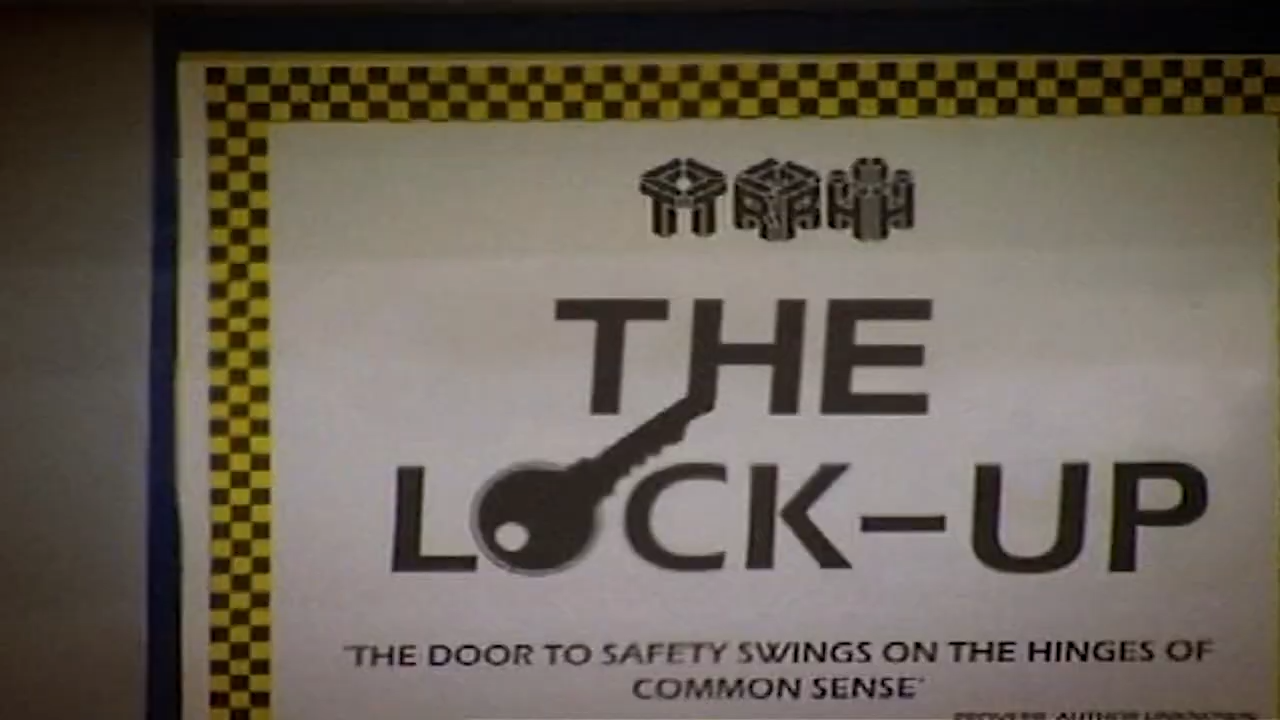 THE
LOCK-UP
'THE DOOR TO SAFETY SWINGS ON THE HINGES OF
COMMON SENSE'